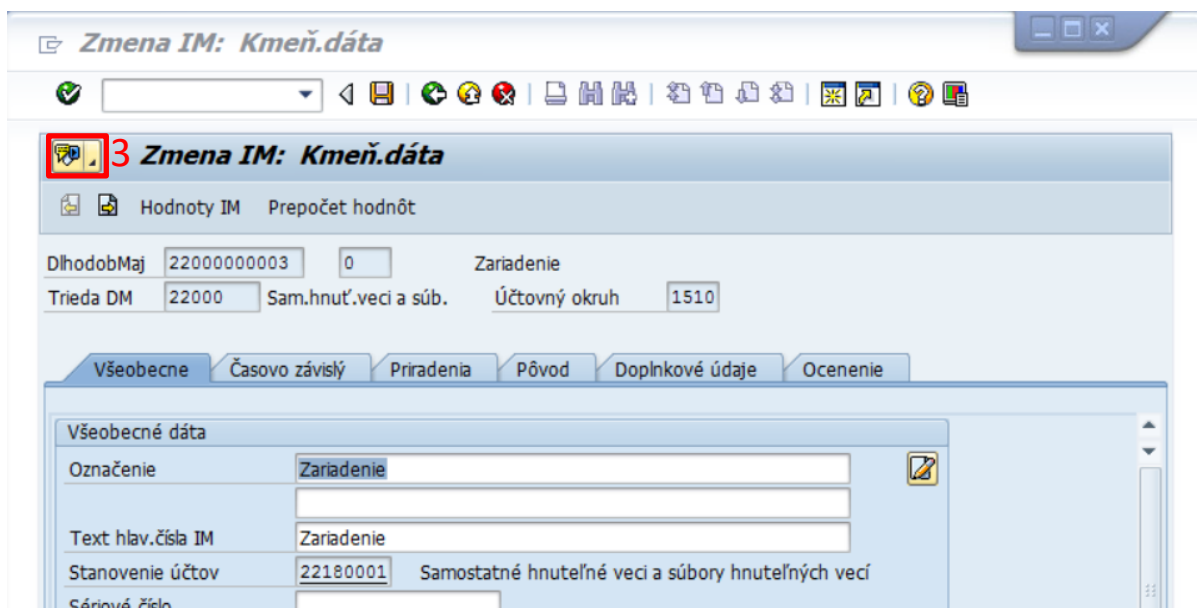 Zmena IM: Kmeň.dáta
3 Zmena IM: Kmeň.dáta
Hodnoty IM Prepočet hodnôt
DlhodobMaj 22000000003 0 Zariadenie
Trieda DM 22000 Sam.hnuť.veci a súb. Účtovný okruh 1510
Všeobecne Časovo závislý Priradenia Pôvod Doplnkové údaje Ocenenie
Všeobecné dáta
Označenie Zariadenie
Text hlav.čísla IM Zariadenie
Stanovenie účtov 22180001 Samostatné hnuteľné veci a súbory hnuteľných vecí
Sériové číslo